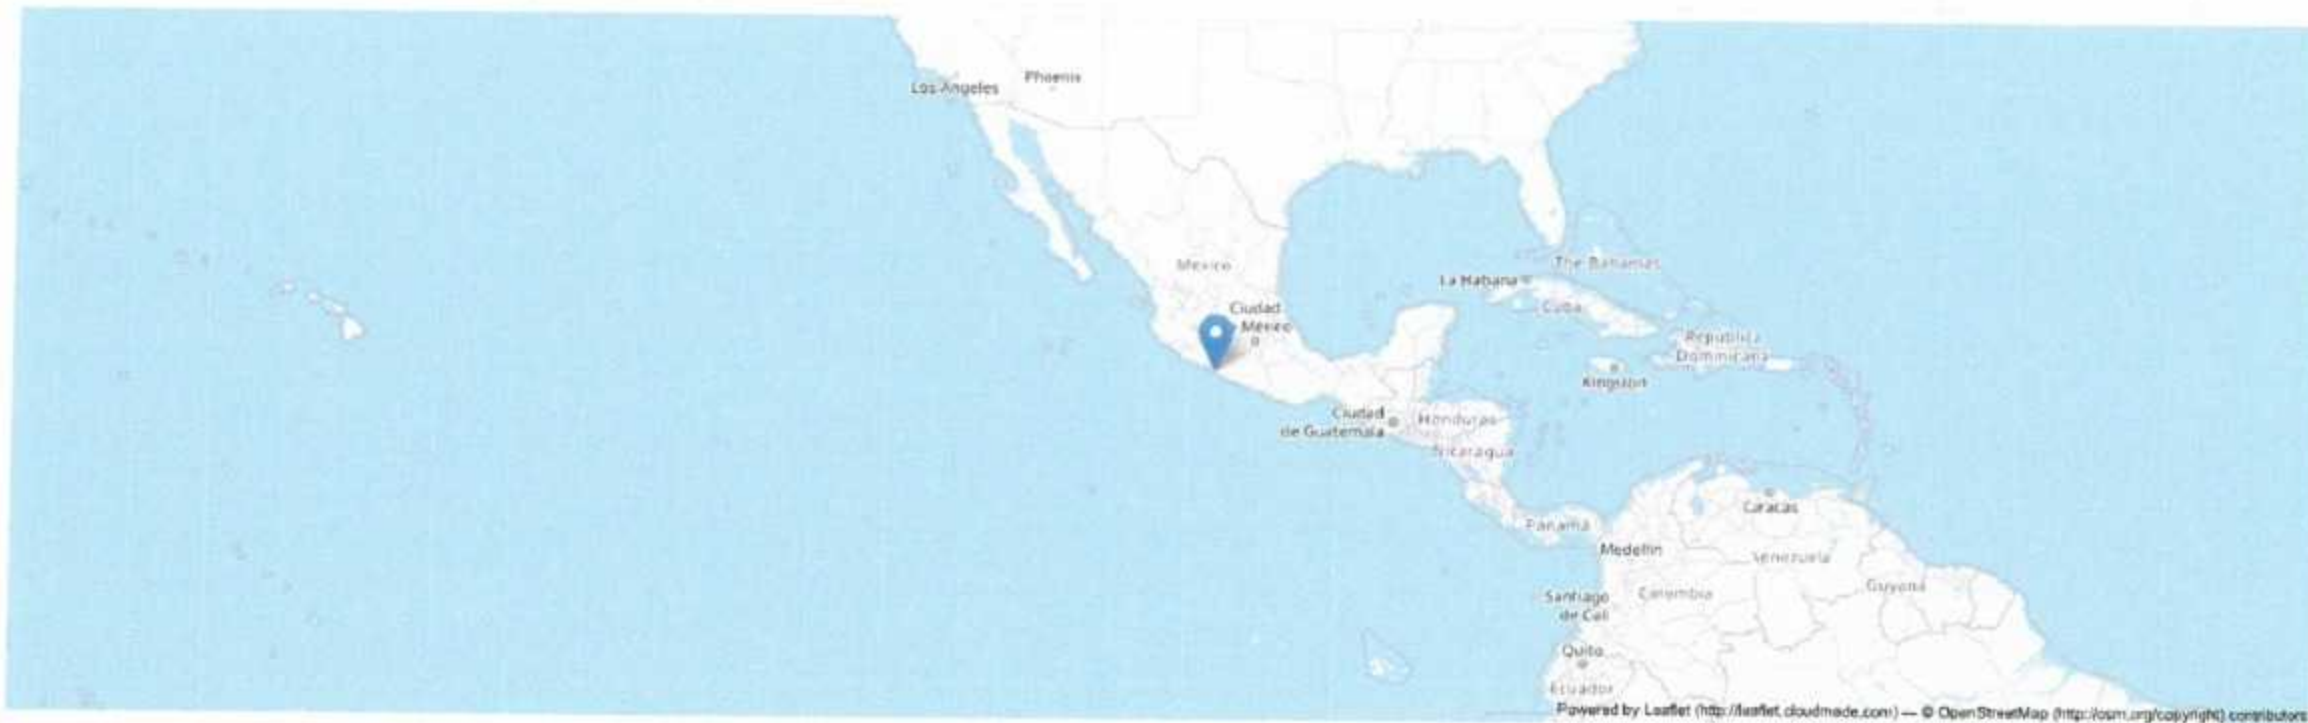 Los Angeles
Phoenix
México
Ciudad
México
La Habana
The Bahamas
Cuba
República
Dominicana
Kingston
Ciudad
de Guatemala
Honduras
Nicaragua
Caracas
Panamá
Medellín
Venezuela
Guyana
Santiago
de Cali
Colombia
Quito
Ecuador
Powered by Leaflet (http://leaflet.cloudmade.com) — © OpenStreetMap (http://osm.org/copyright) contributors